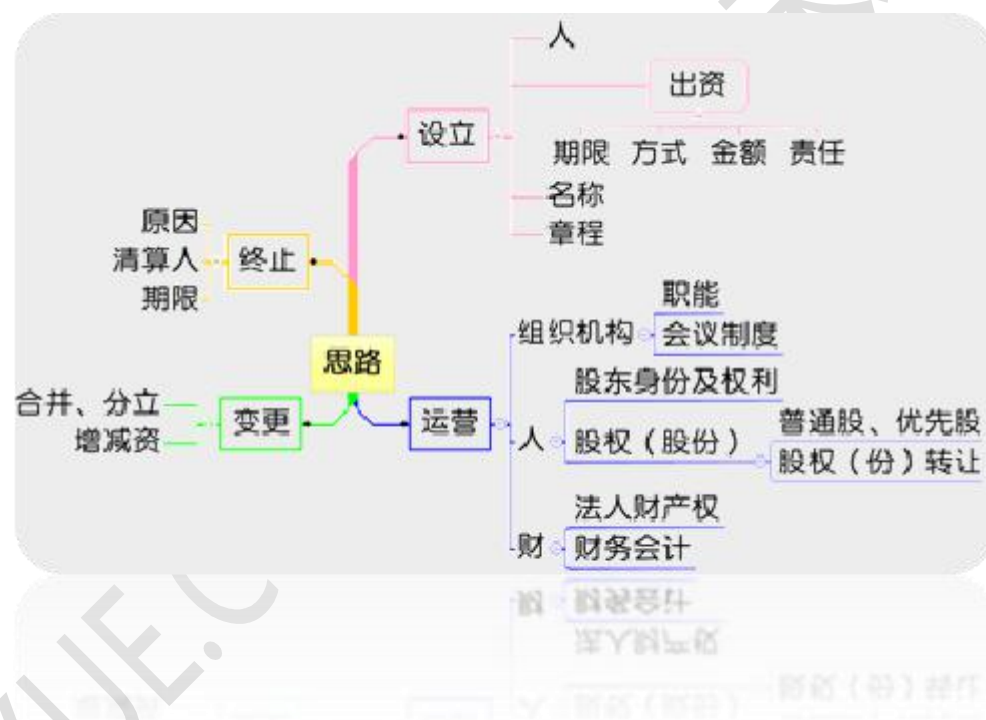 人
出资
设立
期限 方式 金额 责任
名称
章程
原因
清算人
期限
终止
思路
合并、分立
增减资
变更
运营
组织机构
职能
会议制度
人
股东身份及权利
股权（股份）
普通股、优先股
股权（份）转让
财
法人财产权
财务会计